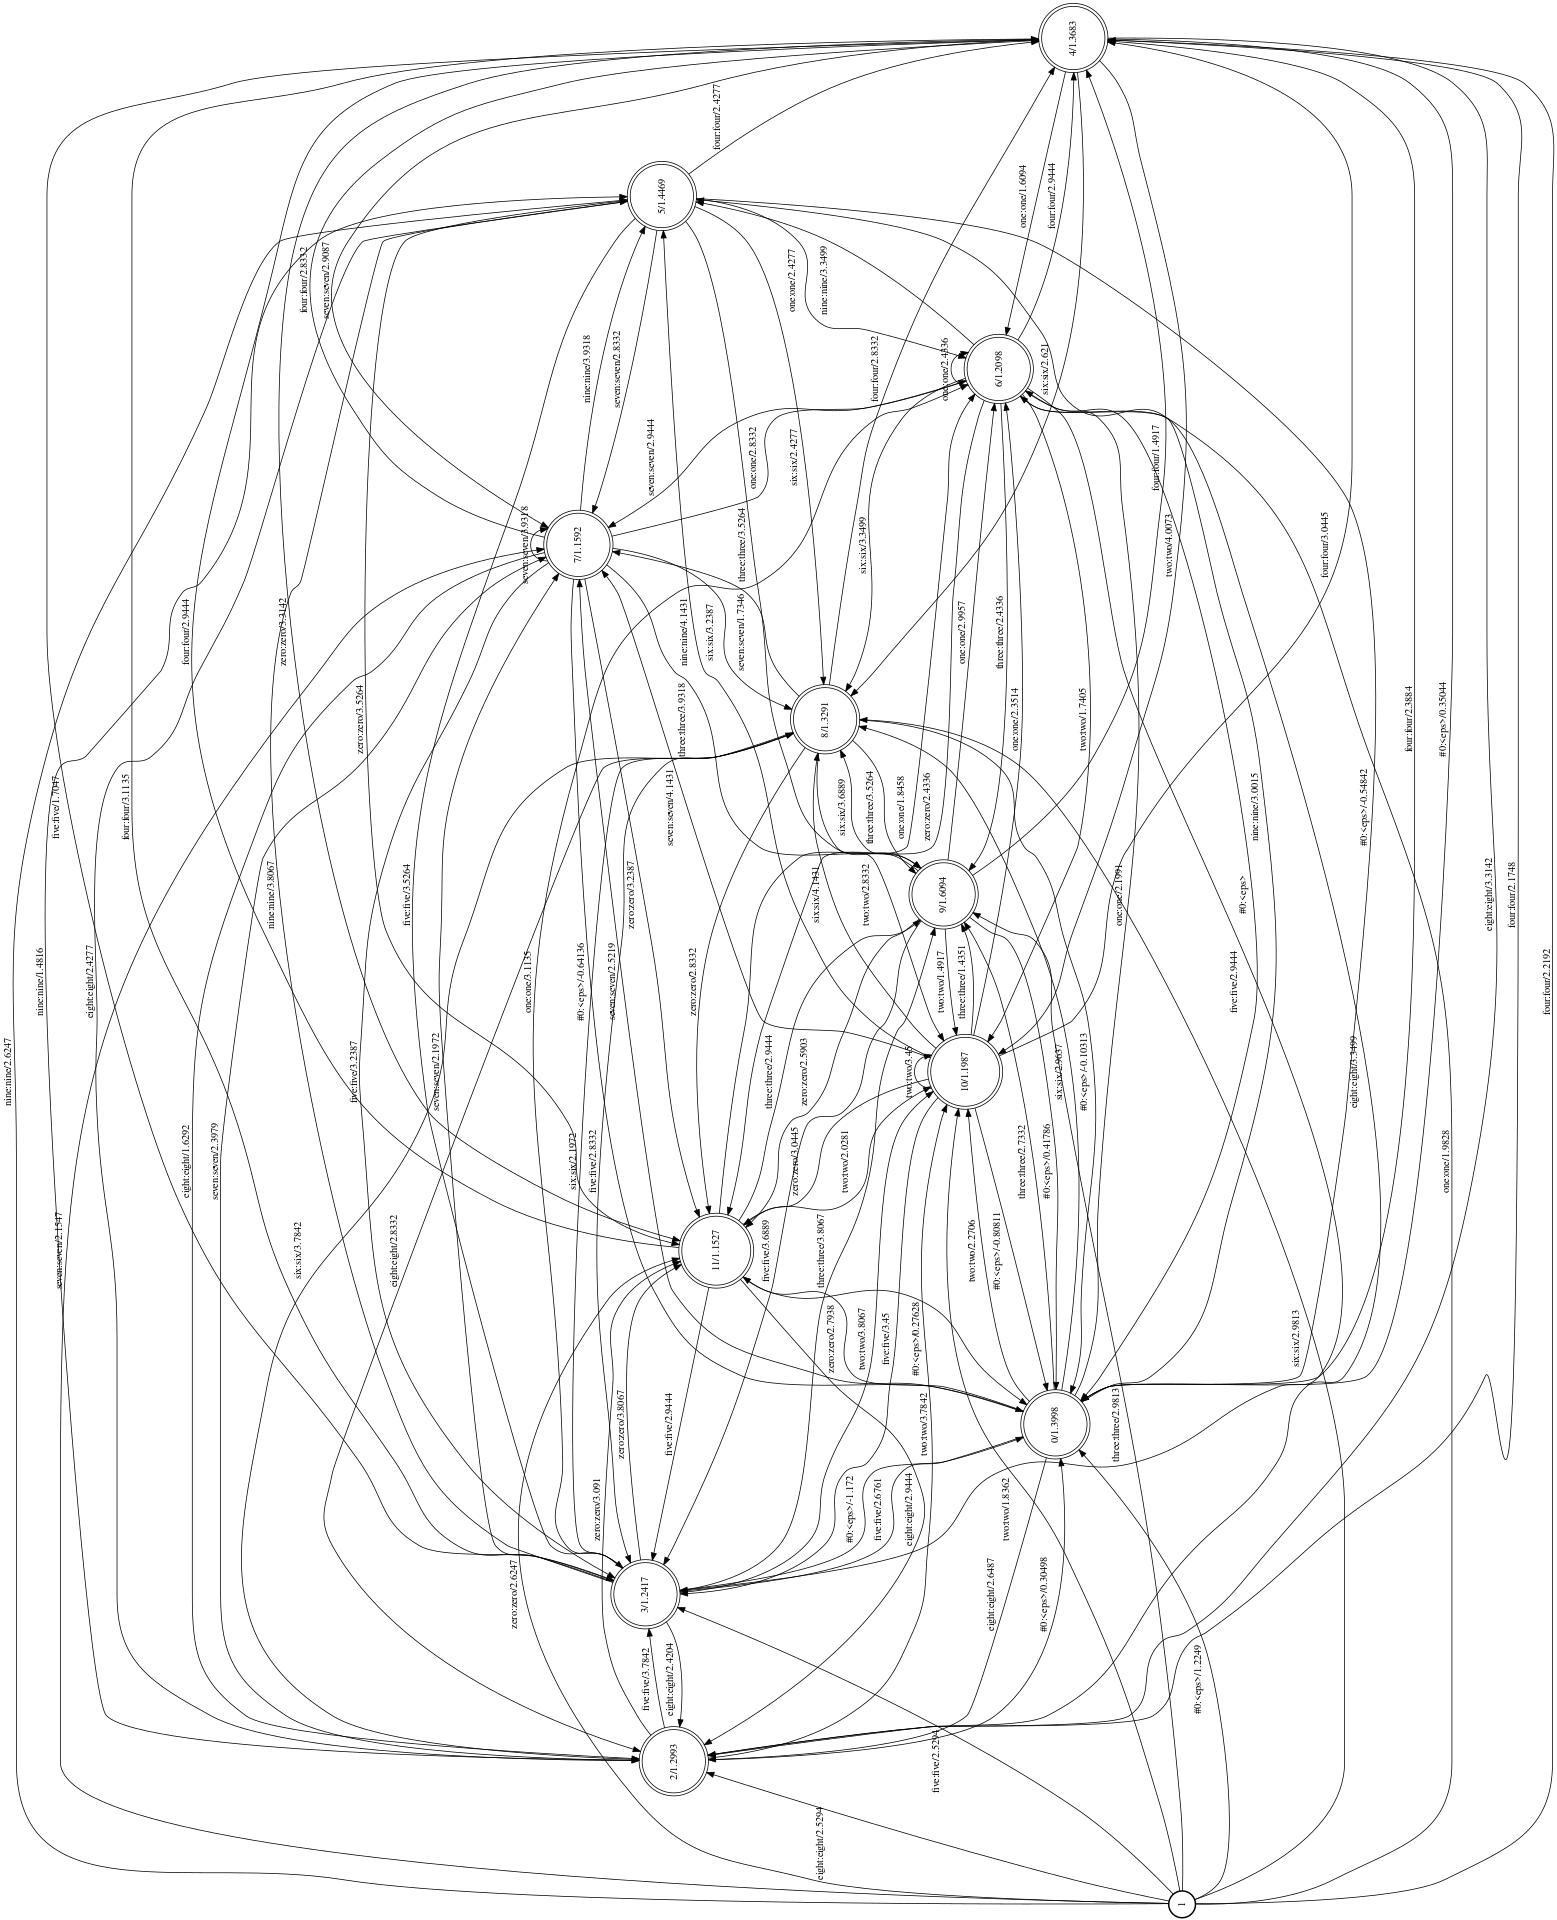 nine:nine/2.6247
nine:nine/1.4816
seven:seven/2.1547
five:five/1.7047
eight:eight/2.4277
four:four/3.1135
eight:eight/1.6292
four:four/2.9444
seven:seven/2.3979
nine:nine/3.8067
zero:zero/3.3142
six:six/3.7842
four:four/2.8332
seven:seven/2.9087
five:five/3.2387
zero:zero/3.5264
eight:eight/2.8332
five:five/3.5264
seven:seven/2.1972
zero:zero/2.6247
one:one/3.1135
seven:seven/3.9318
six:six/2.1972
#0:<eps>/-0.64136
7/1.1592
nine:nine/3.9318
zero:zero/3.091
five:five/2.8332
seven:seven/2.5219
seven:seven/2.8332
zero:zero/3.8067
zero:zero/3.2387
five:five/3.7842
3/1.2417
seven:seven/2.9444
eight:eight/2.4204
five:five/2.9444
seven:seven/4.1431
5/1.4469
2/1.2993
three:three/3.9318
nine:nine/4.1431
zero:zero/2.8332
six:six/3.2387
11/1.1527
four:four/2.4277
seven:seven/1.7346
three:three/3.5264
one:one/2.8332
five:five/3.6889
three:three/2.9444
zero:zero/3.0445
zero:zero/2.5903
six:six/2.4277
one:one/2.4277
eight:eight/2.5294
three:three/3.8067
six:six/4.1431
8/1.3291
nine:nine/3.3499
zero:zero/2.7938
two:two/2.0281
six:six/3.6889
#0:<eps>/-1.172
two:two/3.8067
two:two/2.8332
three:three/3.5264
six:six/3.3499
five:five/2.6761
five:five/3.45
four:four/2.8332
eight:eight/2.9444
two:two/3.45
one:one/1.8458
two:two/3.7842
#0:<eps>/0.27628
zero:zero/2.4336
five:five/2.5294
two:two/1.4917
9/1.6094
one:one/2.4336
10/1.1987
three:three/1.4351
one:one/2.9957
two:two/2.2706
eight:eight/2.6487
#0:<eps>/-0.80811
three:three/2.4336
6/1.2098
two:two/1.8362
three:three/2.7332
one:one/2.3514
one:one/1.6094
#0:<eps>/0.30498
0/1.3998
#0:<eps>/0.41786
six:six/2.9637
six:six/2.621
four:four/2.9444
4/1.3683
#0:<eps>/-0.10313
two:two/1.7405
three:three/2.9813
one:one/2.1991
four:four/1.4917
two:two/4.0073
1
#0:<eps>/1.2249
five:five/2.9444
#0:<eps>
nine:nine/3.0015
six:six/2.9813
four:four/3.0445
eight:eight/3.3499
#0:<eps>/-0.54842
four:four/2.3884
one:one/1.9828
#0:<eps>/0.35044
eight:eight/3.3142
four:four/2.1748
four:four/2.2192